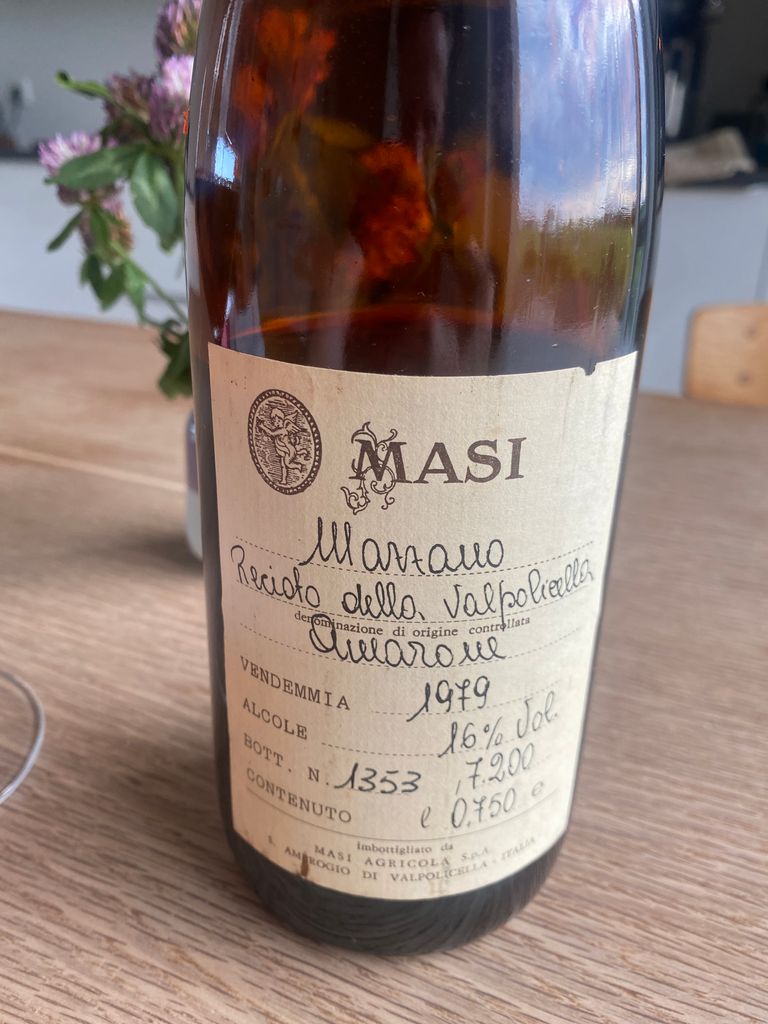 MASI
Mazzano
Recioto della Valpolicella
denominazione di origine controllata
Amarone
VENDEMMIA 1979
ALCOLE 16% Vol.
BOTT. N. 1353 / 7.200
CONTENUTO l 0,750 e
imbottigliato da
MASI AGRICOLA S.p.A.
S. AMBROGIO DI VALPOLICELLA - ITALIA